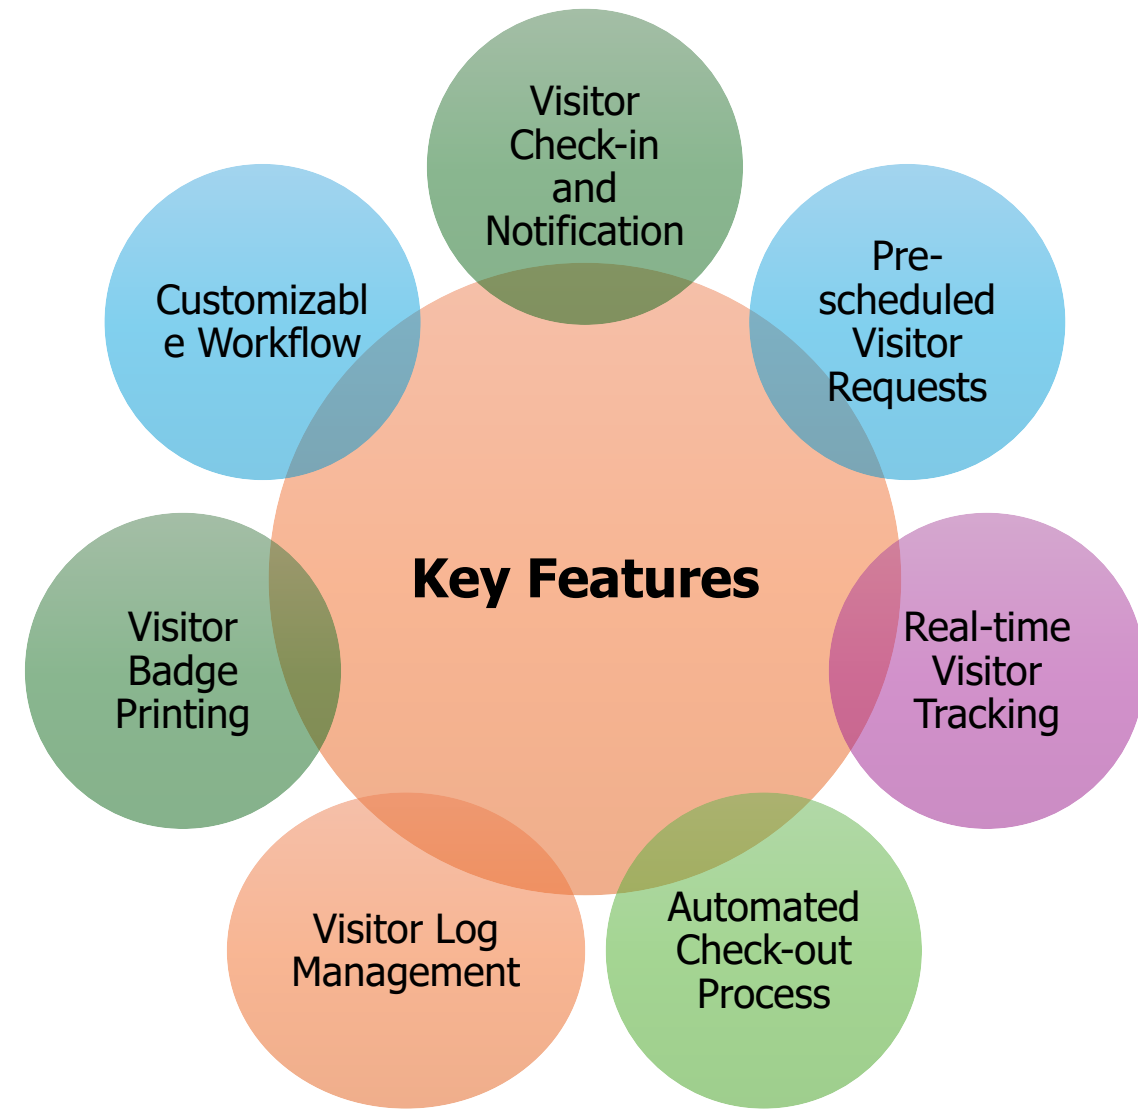 Visitor
Check-in
and
Notification
Pre-
scheduled
Visitor
Requests
Real-time
Visitor
Tracking
Automated
Check-out
Process
Visitor Log
Management
Visitor
Badge
Printing
Customizabl
e Workflow
Key Features